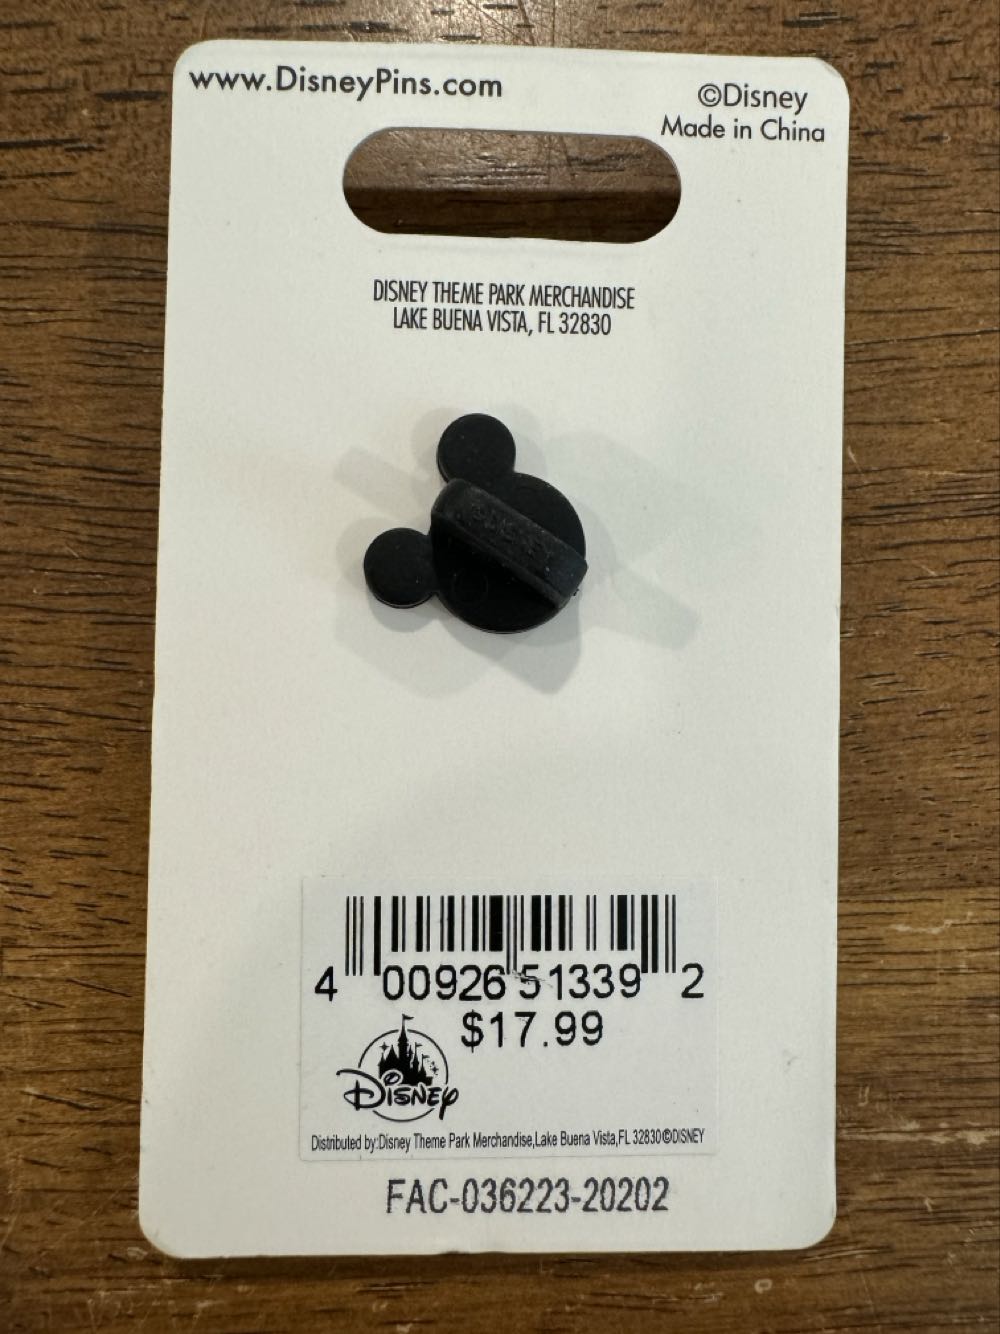 www.DisneyPins.com
©Disney
Made in China
DISNEY THEME PARK MERCHANDISE
LAKE BUENA VISTA, FL 32830
©DISNEY
4 00926 51339 2
$17.99
Disney
Distributed by:Disney Theme Park Merchandise,Lake Buena Vista,FL 32830©DISNEY
FAC-036223-20202